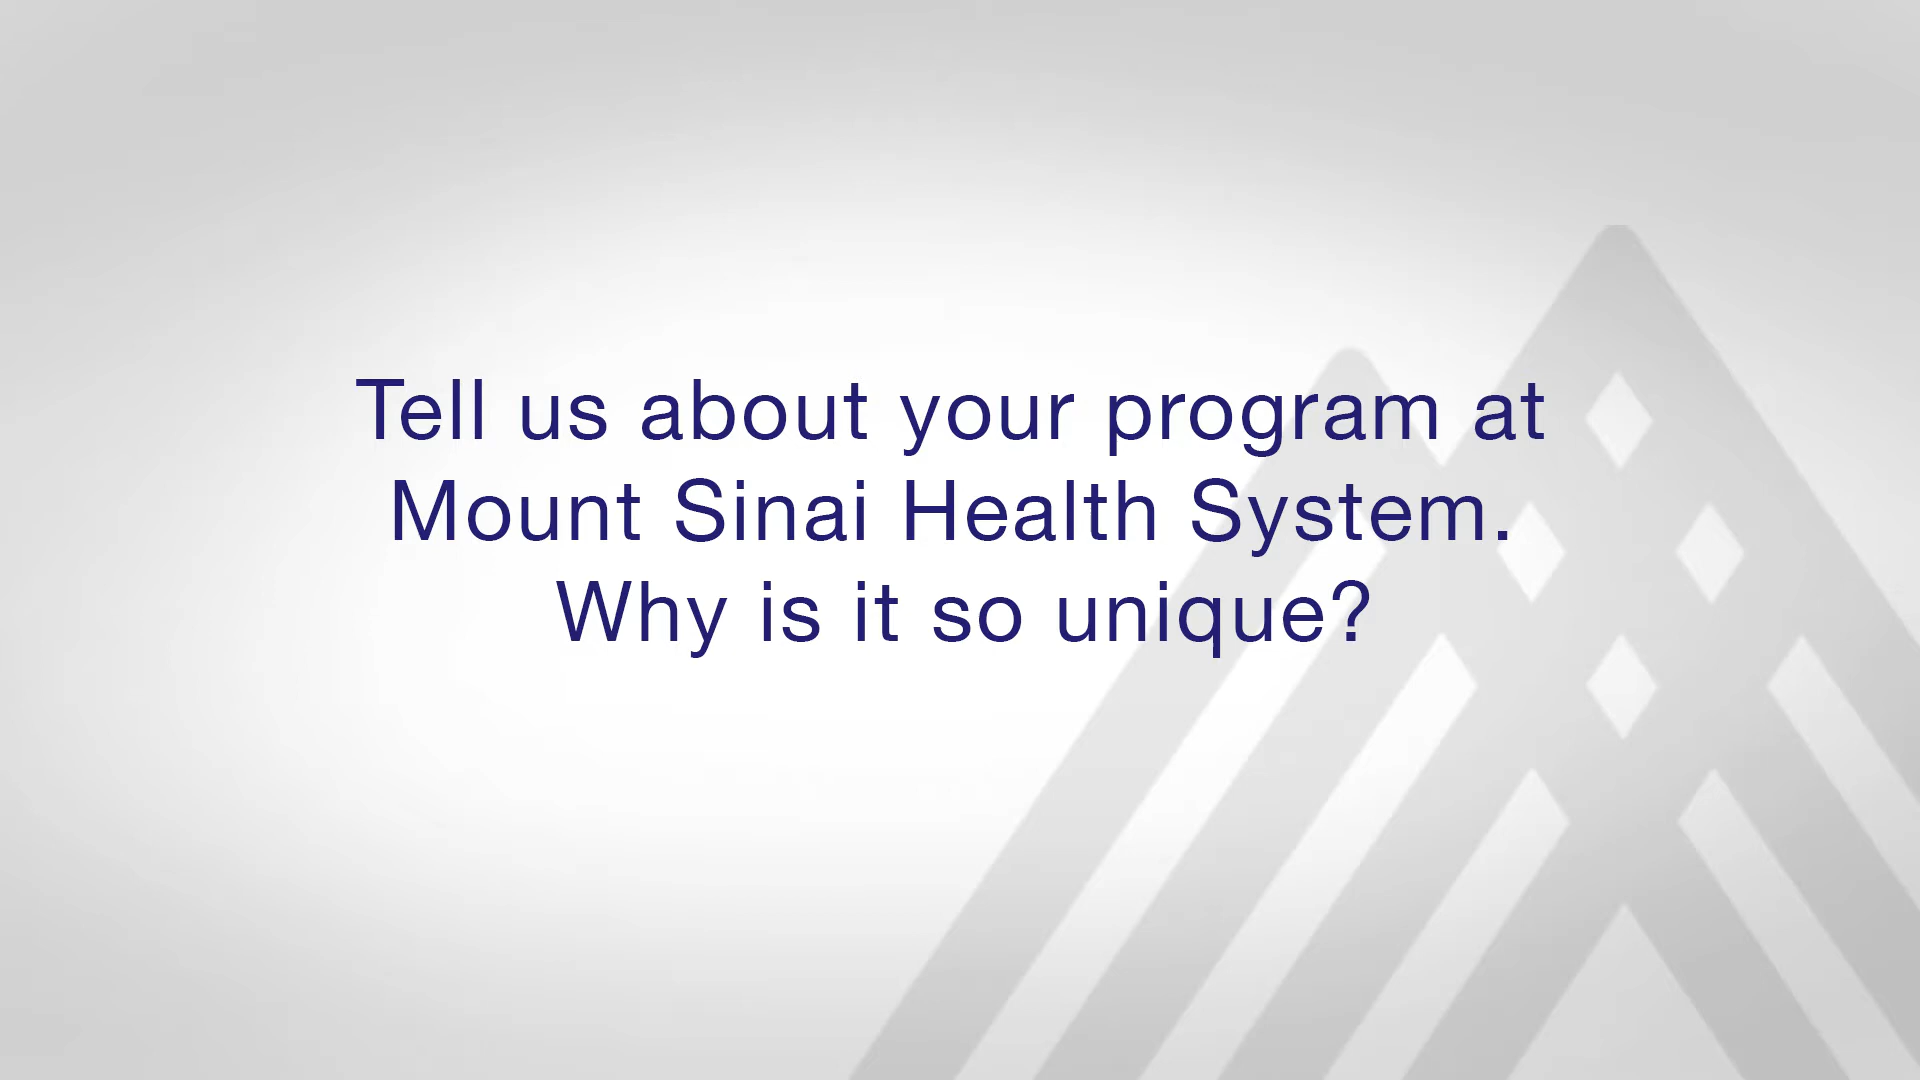 Tell us about your program at
Mount Sinai Health System.
Why is it so unique?